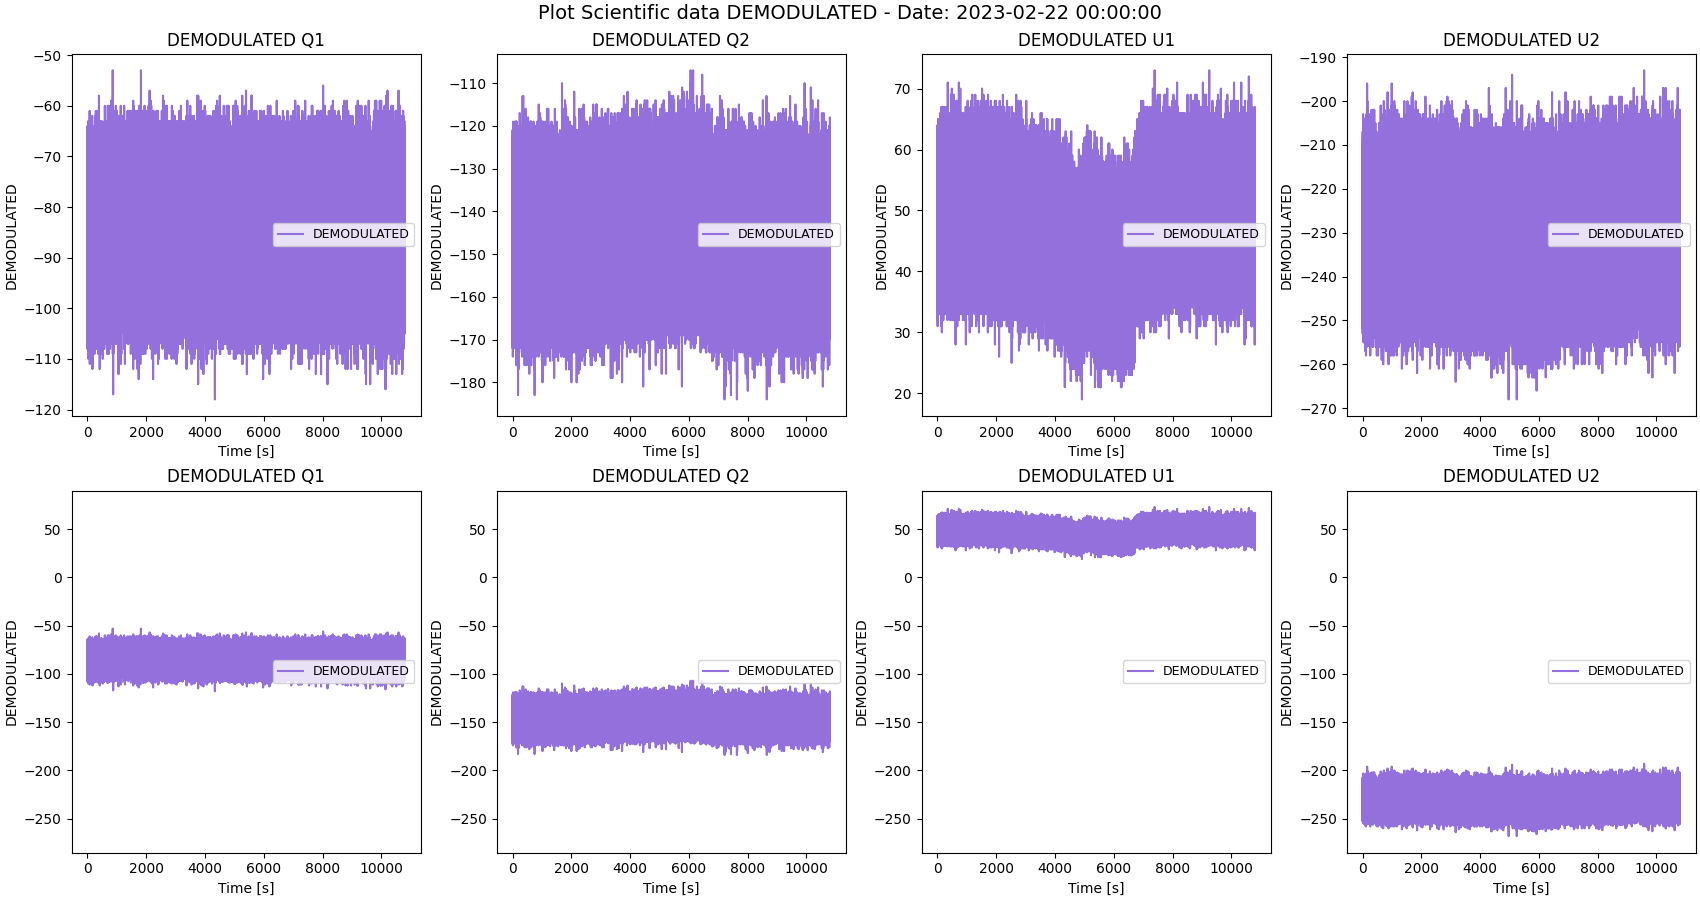 Plot Scientific data DEMODULATED - Date: 2023-02-22 00:00:00
DEMODULATED Q1
DEMODULATED
−50
−60
−70
−80
−90
−100
−110
−120
DEMODULATED
0 2000 4000 6000 8000 10000
Time [s]
DEMODULATED Q2
DEMODULATED
−110
−120
−130
−140
−150
−160
−170
−180
DEMODULATED
0 2000 4000 6000 8000 10000
Time [s]
DEMODULATED U1
DEMODULATED
70
60
50
40
30
20
DEMODULATED
0 2000 4000 6000 8000 10000
Time [s]
DEMODULATED U2
DEMODULATED
−190
−200
−210
−220
−230
−240
−250
−260
−270
DEMODULATED
0 2000 4000 6000 8000 10000
Time [s]
DEMODULATED Q1
DEMODULATED
50
0
−50
−100
−150
−200
−250
DEMODULATED
0 2000 4000 6000 8000 10000
Time [s]
DEMODULATED Q2
DEMODULATED
50
0
−50
−100
−150
−200
−250
DEMODULATED
0 2000 4000 6000 8000 10000
Time [s]
DEMODULATED U1
DEMODULATED
50
0
−50
−100
−150
−200
−250
DEMODULATED
0 2000 4000 6000 8000 10000
Time [s]
DEMODULATED U2
DEMODULATED
50
0
−50
−100
−150
−200
−250
DEMODULATED
0 2000 4000 6000 8000 10000
Time [s]